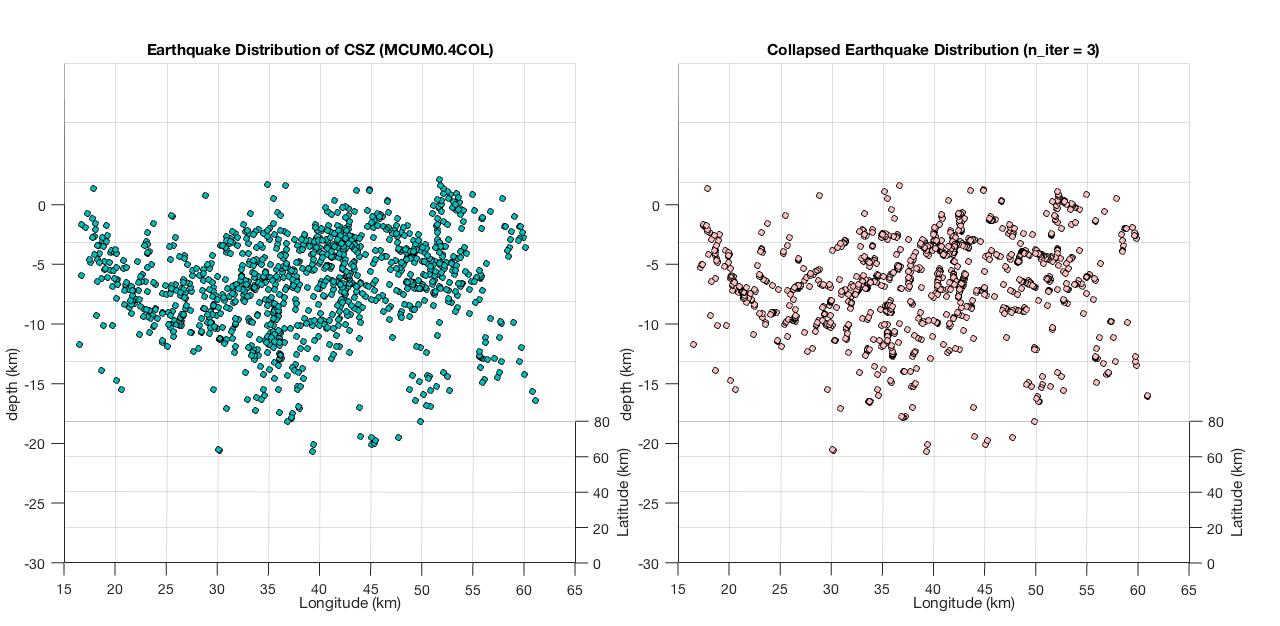 Earthquake Distribution of CSZ (MCUM0.4COL)
0
-5
-10
-15
-20
-25
-30
depth (km)
15 20 25 30 35 40 45 50 55 60 65
Longitude (km)
80
60
40
20
0
Latitude (km)
Collapsed Earthquake Distribution (n_iter = 3)
0
-5
-10
-15
-20
-25
-30
depth (km)
15 20 25 30 35 40 45 50 55 60 65
Longitude (km)
80
60
40
20
0
Latitude (km)